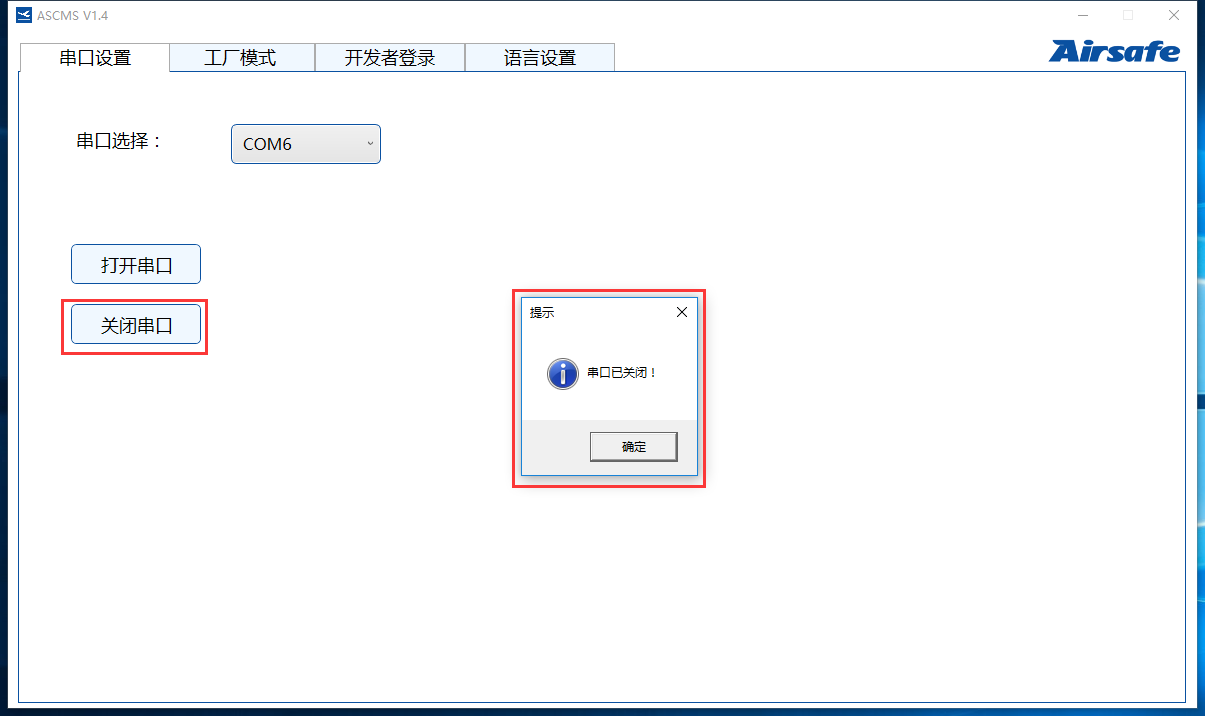 ASCMS V1.4
串口设置 工厂模式 开发者登录 语言设置
Airsafe
串口选择：
COM6
打开串口
关闭串口
提示
串口已关闭！
确定